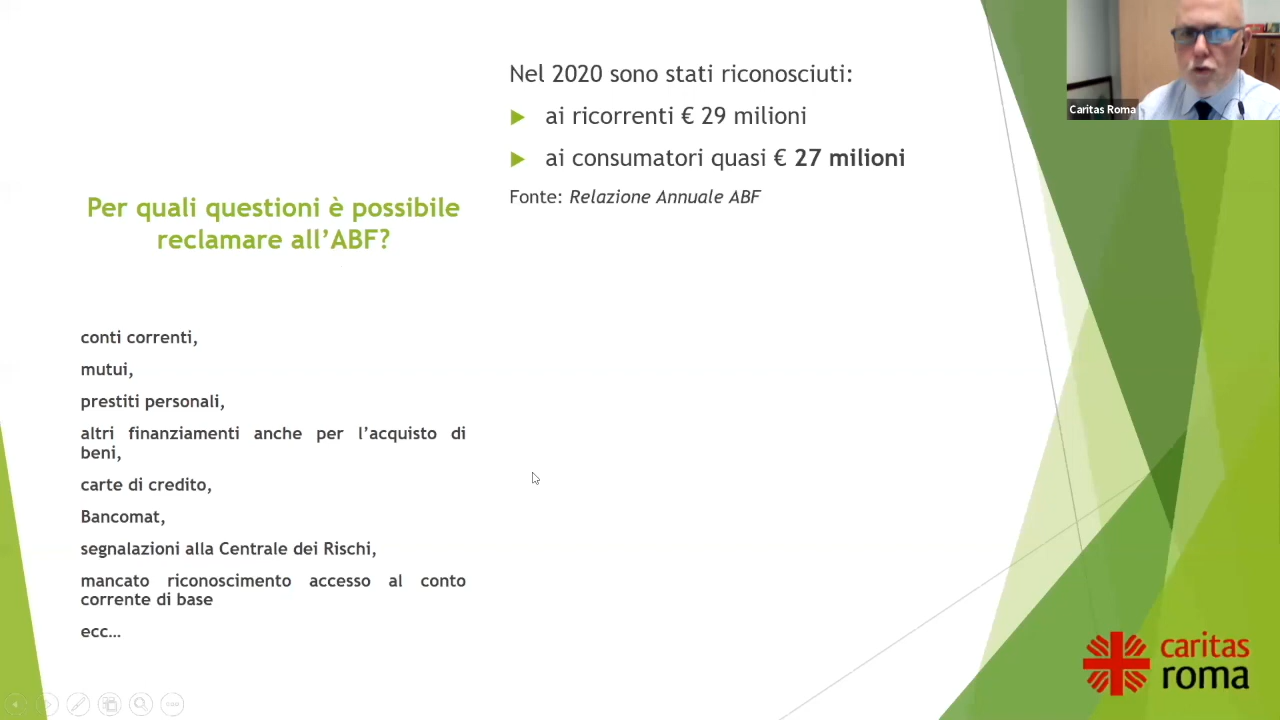 Per quali questioni è possibile
reclamare all’ABF?
conti correnti,
mutui,
prestiti personali,
altri finanziamenti anche per l’acquisto di
beni,
carte di credito,
Bancomat,
segnalazioni alla Centrale dei Rischi,
mancato riconoscimento accesso al conto
corrente di base
ecc…
Nel 2020 sono stati riconosciuti:
ai ricorrenti € 29 milioni
ai consumatori quasi € 27 milioni
Fonte: Relazione Annuale ABF
Caritas Roma
caritas
roma